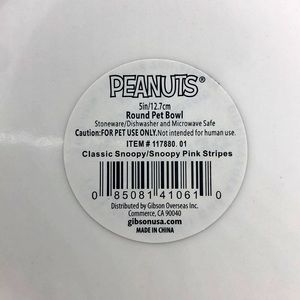 PEANUTS®
5in/12.7cm
Round Pet Bowl
Stoneware/Dishwasher and Microwave Safe
Caution:FOR PET USE ONLY.Not intended for human use.
ITEM # 117880.01
Classic Snoopy/Snoopy Pink Stripes
0 85081 41061 0
Distributed by Gibson Overseas Inc.
Commerce, CA 90040
gibsonusa.com
MADE IN CHINA